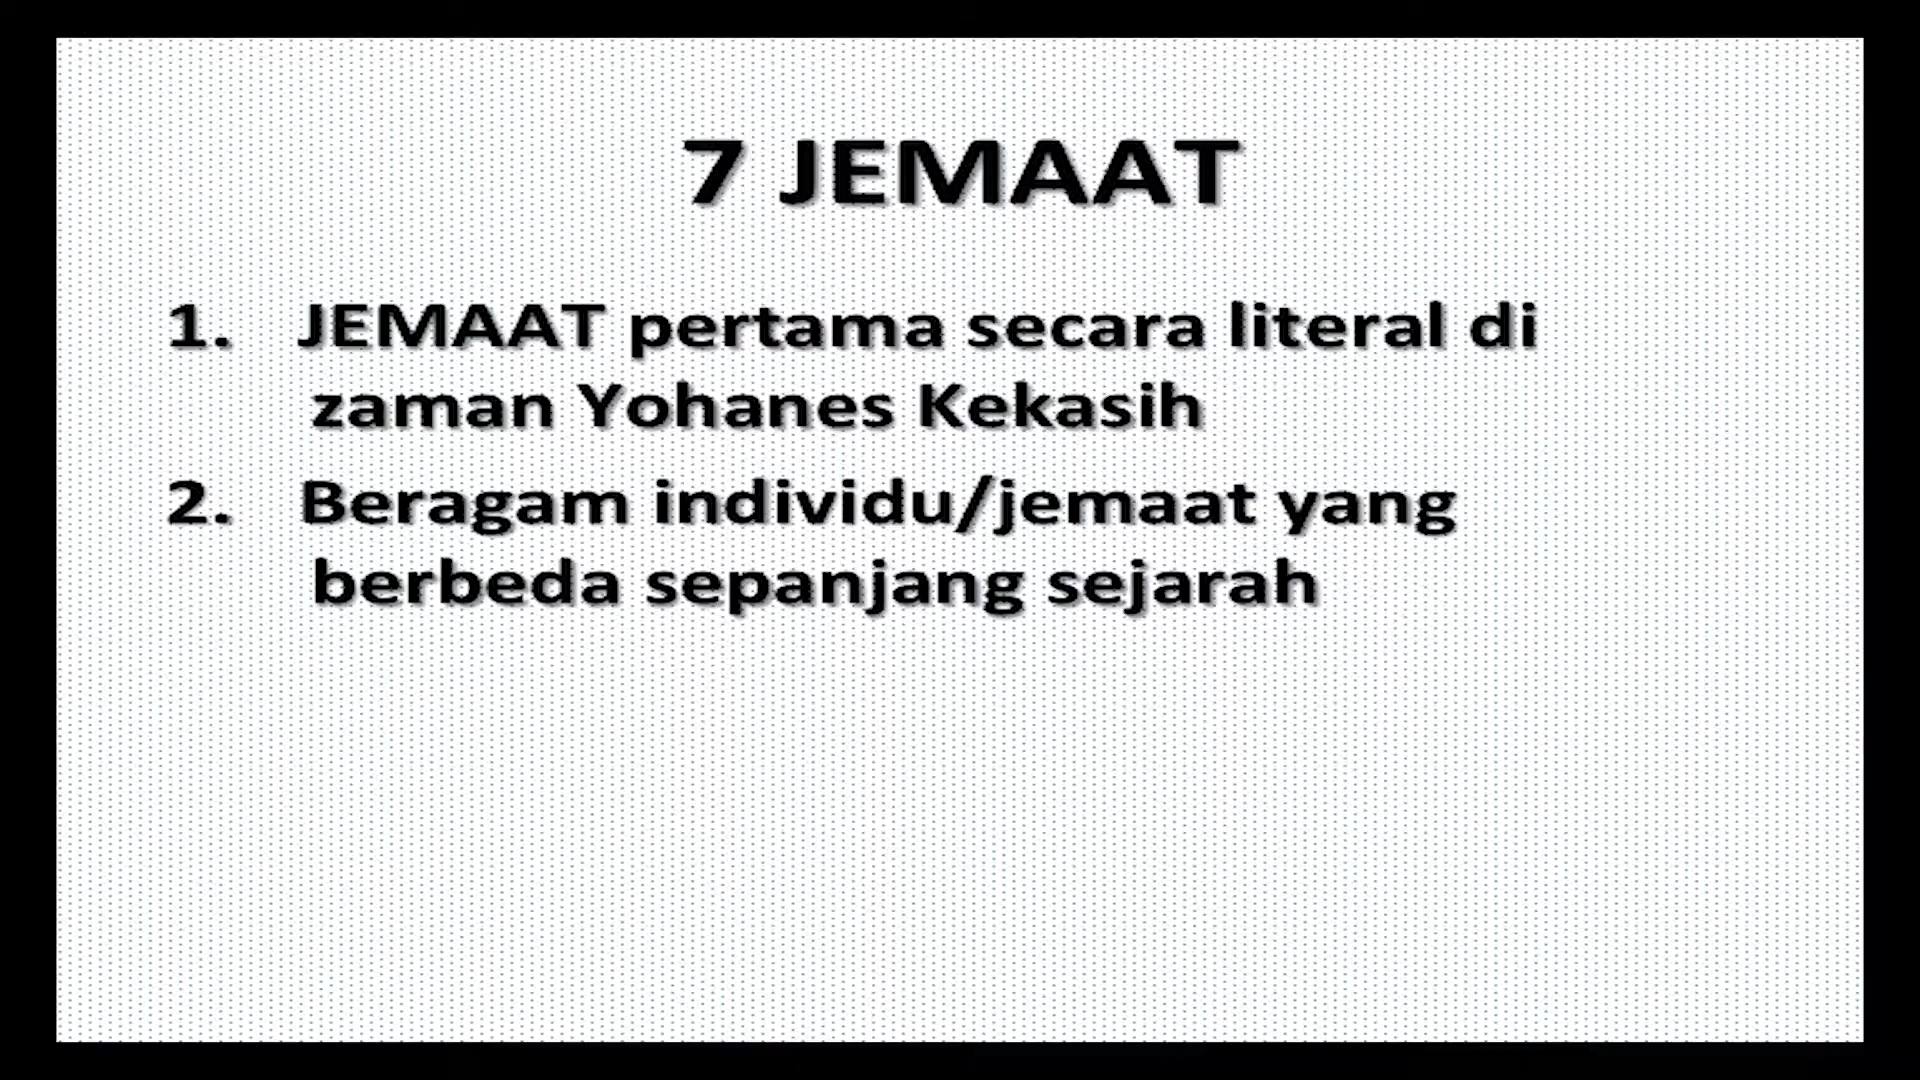 7 JEMAAT
1. JEMAAT pertama secara literal di
zaman Yohanes Kekasih
2. Beragam individu/jemaat yang
berbeda sepanjang sejarah